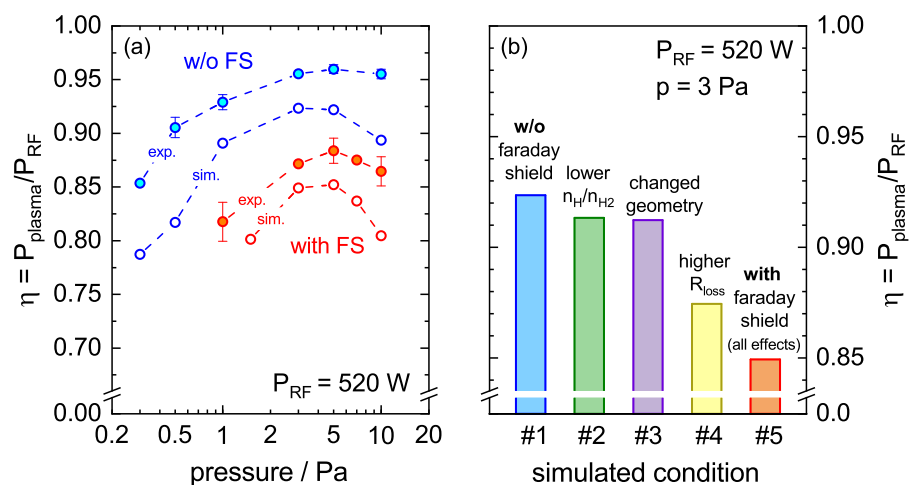 (a)
w/o FS
exp.
sim.
exp.
sim.
with FS
P_RF = 520 W
1.00
0.95
0.90
0.85
0.80
0.75
0.70
0.00
η = P_plasma/P_RF
0.2
0.5
1
2
5
10
20
pressure / Pa
(b)
P_RF = 520 W
p = 3 Pa
w/o
faraday
shield
lower
n_H/n_H2
changed
geometry
higher
R_loss
with
faraday
shield
(all effects)
1.00
0.95
0.90
0.85
0.0
η = P_plasma/P_RF
#1
#2
#3
#4
#5
simulated condition